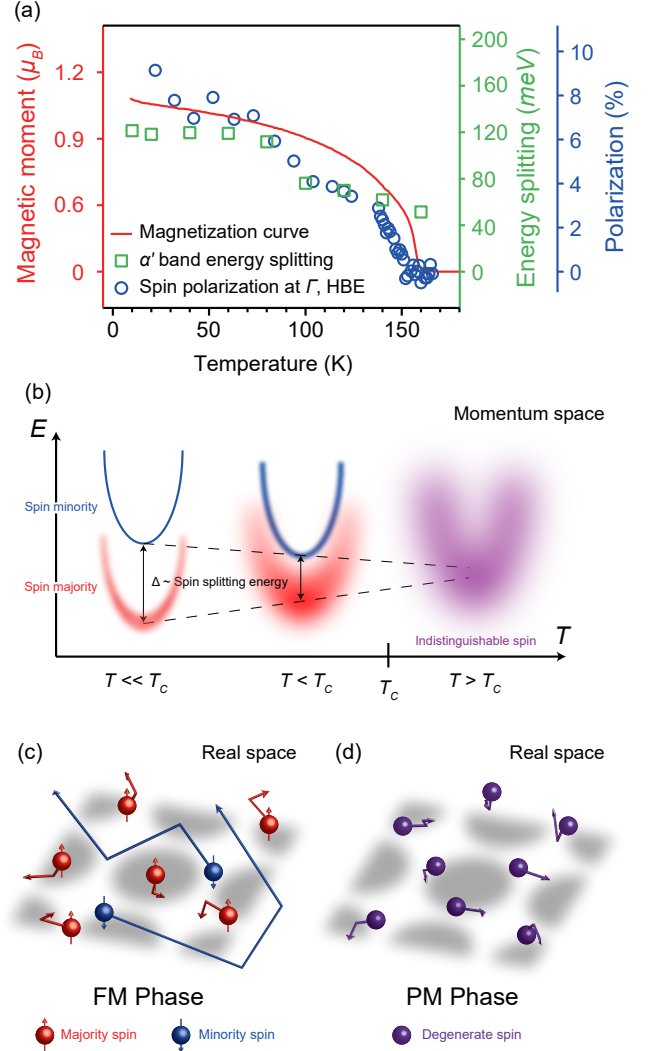 (a)
Magnetic moment (μB)
1.2
0.9
0.6
0
200
160
120
80
40
0
Energy splitting (meV)
10
8
6
4
2
0
Polarization (%)
Magnetization curve
α′ band energy splitting
Spin polarization at Γ, HBE
0 50 100 150
Temperature (K)
(b)
Momentum space
E
Spin minority
Spin majority
Δ ~ Spin splitting energy
Indistinguishable spin
T
T << TC
T < TC
TC
T > TC
(c)
Real space
(d)
Real space
FM Phase
PM Phase
Majority spin
Minority spin
Degenerate spin